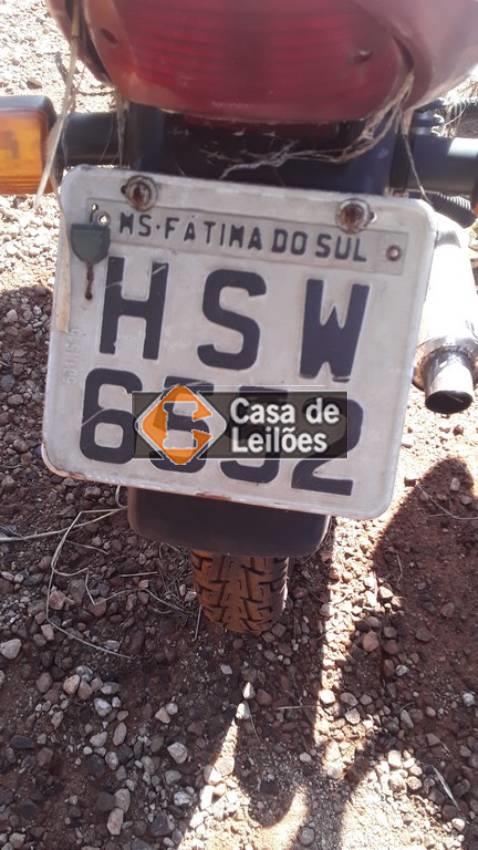 MS·FATIMA DO SUL
HSW
Casa de
Leilões